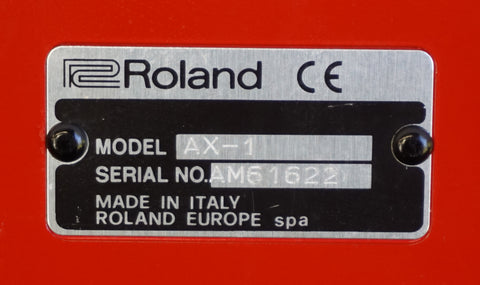 Roland CE
MODEL AX-1
SERIAL NO. AM61622
MADE IN ITALY
ROLAND EUROPE spa